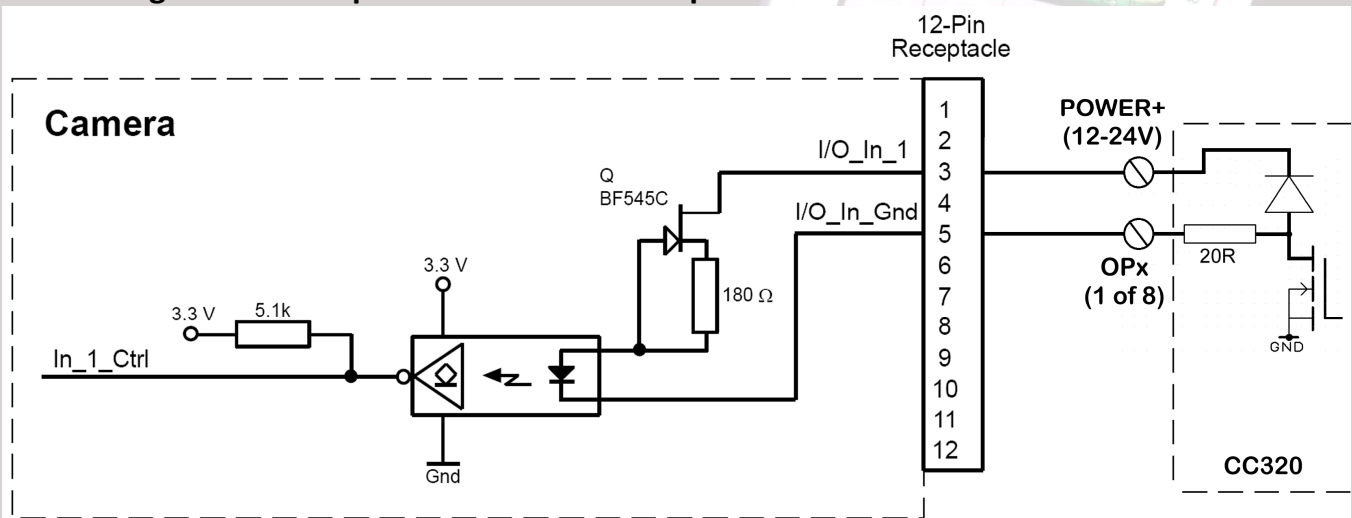 12-Pin
Receptacle
Camera
POWER+
(12-24V)
I/O_In_1
Q
BF545C
I/O_In_Gnd
1
2
3
4
5
6
7
8
9
10
11
12
20R
OPx
(1 of 8)
3.3 V
180 Ω
3.3 V
5.1k
GND
In_1_Ctrl
Gnd
CC320